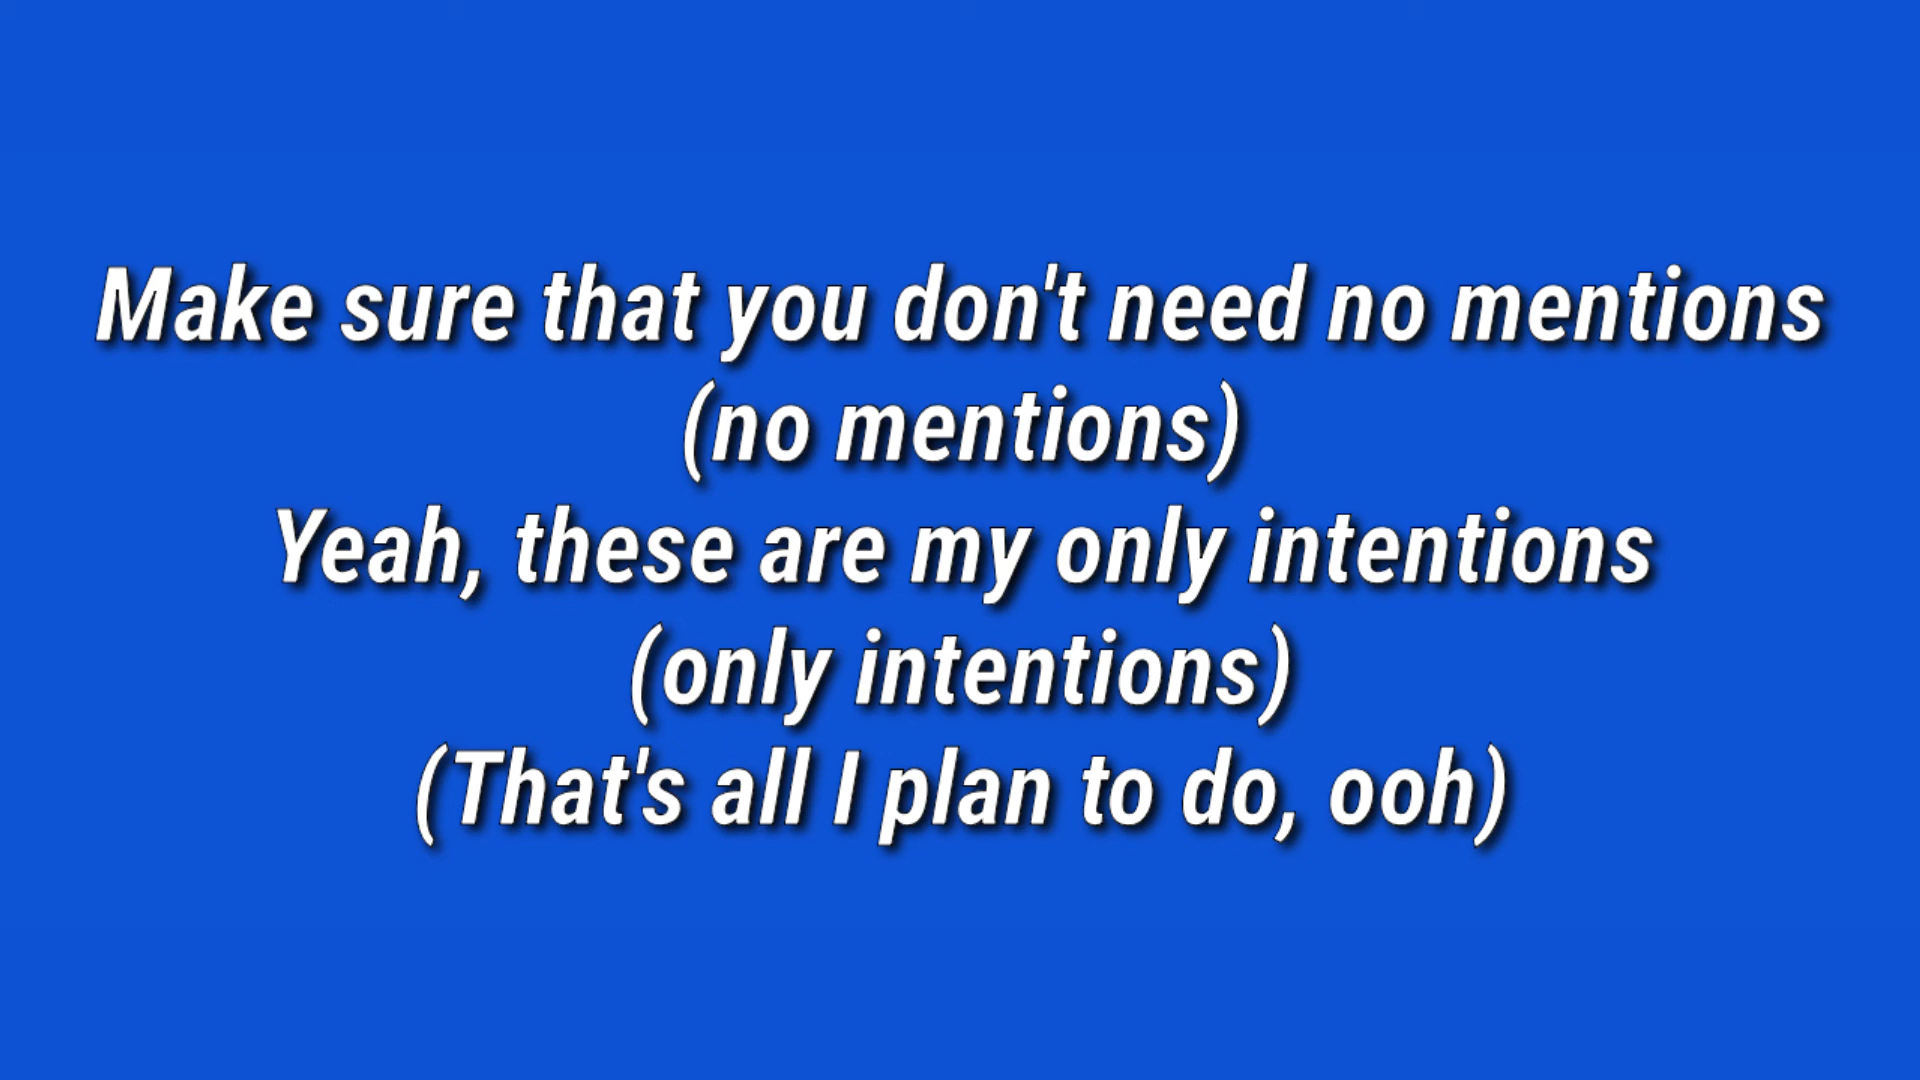 Make sure that you don't need no mentions
(no mentions)
Yeah, these are my only intentions
(only intentions)
(That's all I plan to do, ooh)